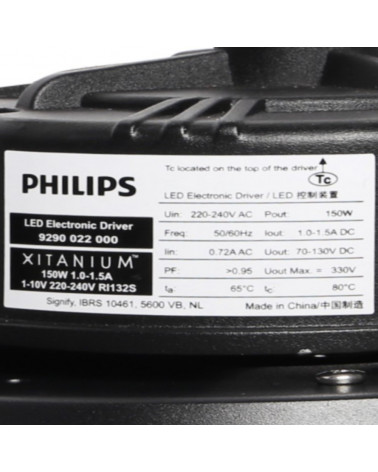 Tc located on the top of the driver
Tc
PHILIPS
LED Electronic Driver / LED 控制装置
LED Electronic Driver
9290 022 000
Uin: 220-240V AC Pout: 150W
Freq: 50/60Hz Iout: 1.0-1.5A DC
Iin: 0.72A AC Uout: 70-130V DC
PF >0.95 Uout Max. = 330V
ta 65°C tc 80°C
XITANIUM™
150W 1.0-1.5A
1-10V 220-240V RI132S
Signify, IBRS 10461, 5600 VB, NL
Made in China/中国制造